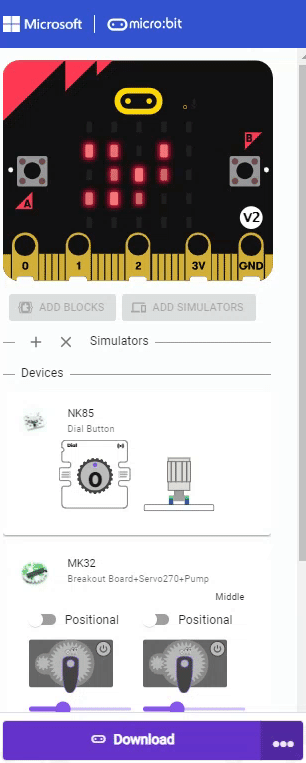 Microsoft micro:bit
B
A
V2
0 1 2 3V GND
ADD BLOCKS ADD SIMULATORS
Simulators
Devices
NK85
Dial Button
Dial
0
MK32
Breakout Board+Servo270+Pump
Middle
Positional Positional
Download